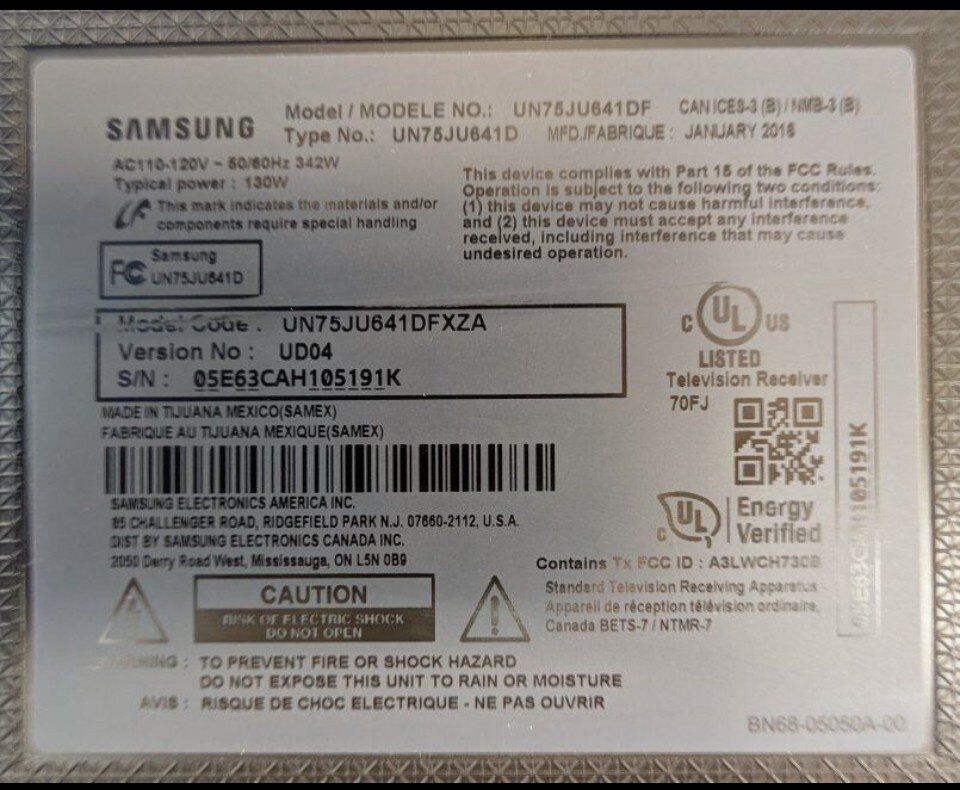 SAMSUNG
Model / MODELE NO.: UN75JU641DF CAN ICES-3 (B) / NMB-3 (B)
Type No.: UN75JU641D MFD./FABRIQUE : JANUARY 2016
AC110-120V ~ 50/60Hz 342W
Typical power : 130W
This mark indicates the materials and/or
components require special handling
This device complies with Part 15 of the FCC Rules.
Operation is subject to the following two conditions:
(1) this device may not cause harmful interference,
and (2) this device must accept any interference
received, including interference that may cause
undesired operation.
FC Samsung
UN75JU641D
Model Code : UN75JU641DFXZA
Version No : UD04
S/N : 05E63CAH105191K
MADE IN TIJUANA MEXICO(SAMEX)
FABRIQUE AU TIJUANA MEXIQUE(SAMEX)
SAMSUNG ELECTRONICS AMERICA INC.
85 CHALLENGER ROAD, RIDGEFIELD PARK N.J. 07660-2112, U.S.A.
DIST BY SAMSUNG ELECTRONICS CANADA INC.
2050 Derry Road West, Mississauga, ON L5N 0B9
C UL US
LISTED
Television Receiver
70FJ
C UL Energy
Verified
05E63CAH105191K
Contains Tx FCC ID : A3LWCH730B
Standard Television Receiving Apparatus -
Appareil de réception télévision ordinaire,
Canada BETS-7 / NTMR-7
CAUTION
RISK OF ELECTRIC SHOCK
DO NOT OPEN
WARNING : TO PREVENT FIRE OR SHOCK HAZARD
DO NOT EXPOSE THIS UNIT TO RAIN OR MOISTURE
AVIS : RISQUE DE CHOC ELECTRIQUE - NE PAS OUVRIR
BN68-05050A-00